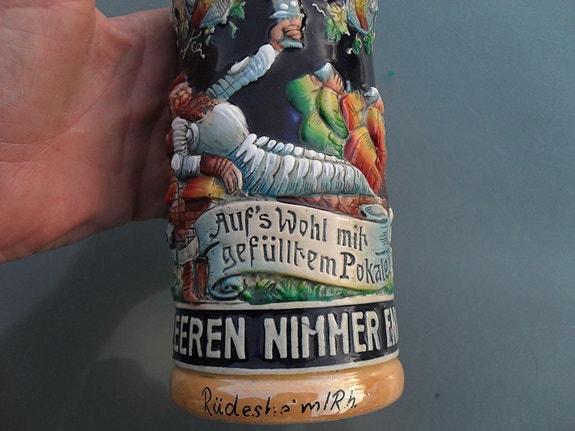 Auf's Wohl mit
gefülltem Pokale!
EEREN NIMMER EN
Rüdesheim/Rh.